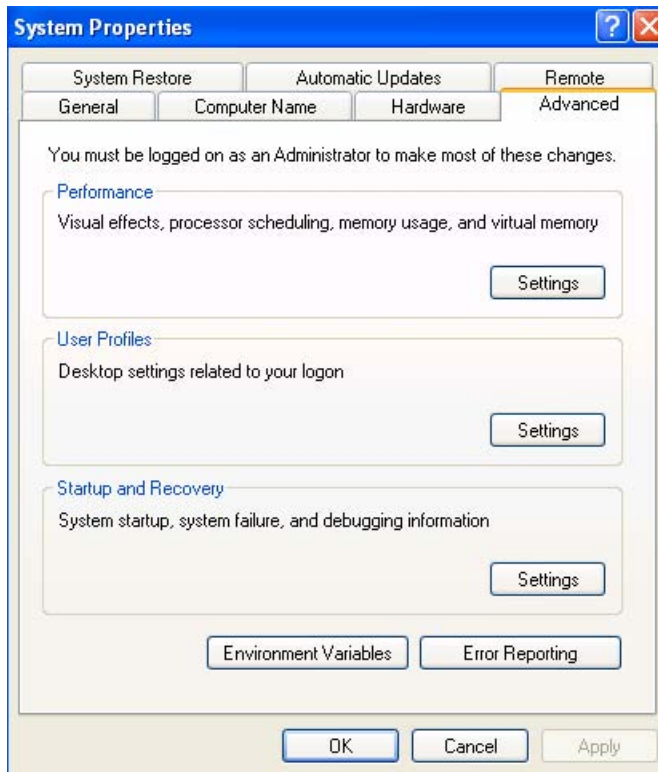 System Properties
System Restore Automatic Updates Remote
General Computer Name Hardware Advanced
You must be logged on as an Administrator to make most of these changes.
Performance
Visual effects, processor scheduling, memory usage, and virtual memory
Settings
User Profiles
Desktop settings related to your logon
Settings
Startup and Recovery
System startup, system failure, and debugging information
Settings
Environment Variables Error Reporting
OK Cancel Apply